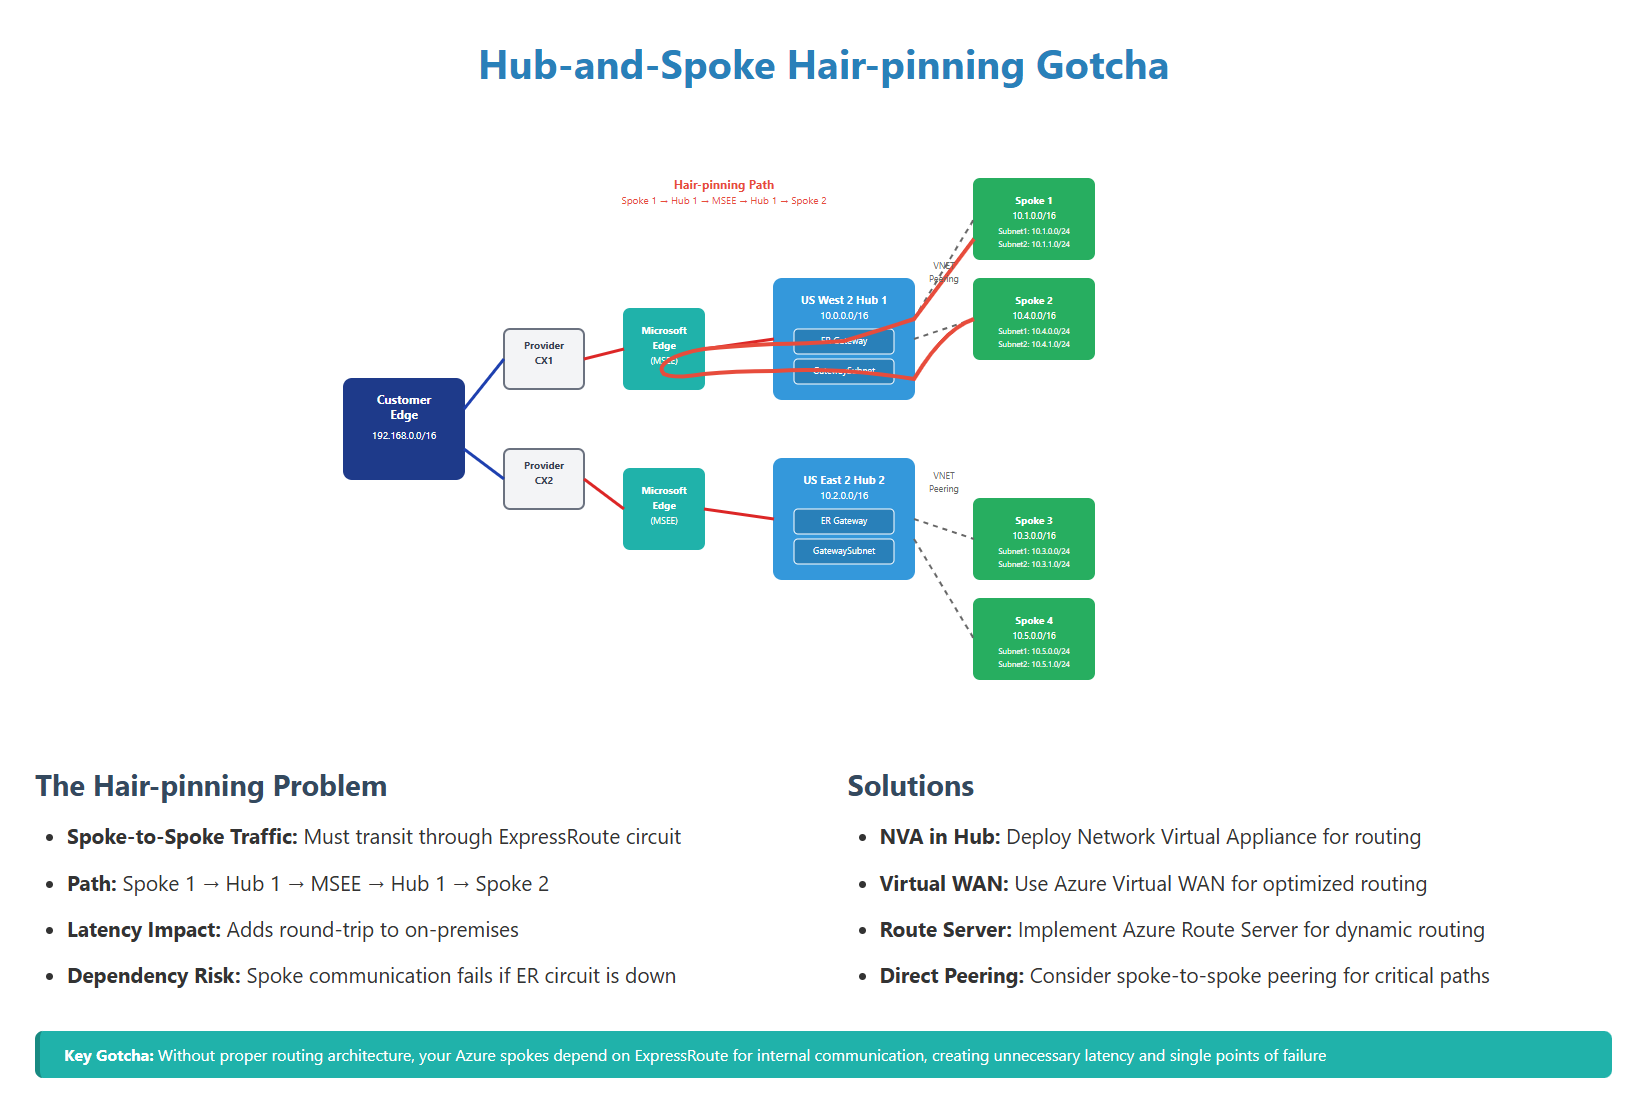 Hub-and-Spoke Hair-pinning Gotcha
Hair-pinning Path
Spoke 1 → Hub 1 → MSEE → Hub 1 → Spoke 2
Spoke 1
10.1.0.0/16
Subnet1: 10.1.0.0/24
Subnet2: 10.1.1.0/24
VNET
Peering
US West 2 Hub 1
10.0.0.0/16
ER Gateway
GatewaySubnet
Spoke 2
10.4.0.0/16
Subnet1: 10.4.0.0/24
Subnet2: 10.4.1.0/24
Microsoft
Edge
(MSEE)
Provider
CX1
Customer
Edge
192.168.0.0/16
Provider
CX2
Microsoft
Edge
(MSEE)
US East 2 Hub 2
10.2.0.0/16
ER Gateway
GatewaySubnet
VNET
Peering
Spoke 3
10.3.0.0/16
Subnet1: 10.3.0.0/24
Subnet2: 10.3.1.0/24
Spoke 4
10.5.0.0/16
Subnet1: 10.5.0.0/24
Subnet2: 10.5.1.0/24
The Hair-pinning Problem
• Spoke-to-Spoke Traffic: Must transit through ExpressRoute circuit
• Path: Spoke 1 → Hub 1 → MSEE → Hub 1 → Spoke 2
• Latency Impact: Adds round-trip to on-premises
• Dependency Risk: Spoke communication fails if ER circuit is down
Solutions
• NVA in Hub: Deploy Network Virtual Appliance for routing
• Virtual WAN: Use Azure Virtual WAN for optimized routing
• Route Server: Implement Azure Route Server for dynamic routing
• Direct Peering: Consider spoke-to-spoke peering for critical paths
Key Gotcha: Without proper routing architecture, your Azure spokes depend on ExpressRoute for internal communication, creating unnecessary latency and single points of failure